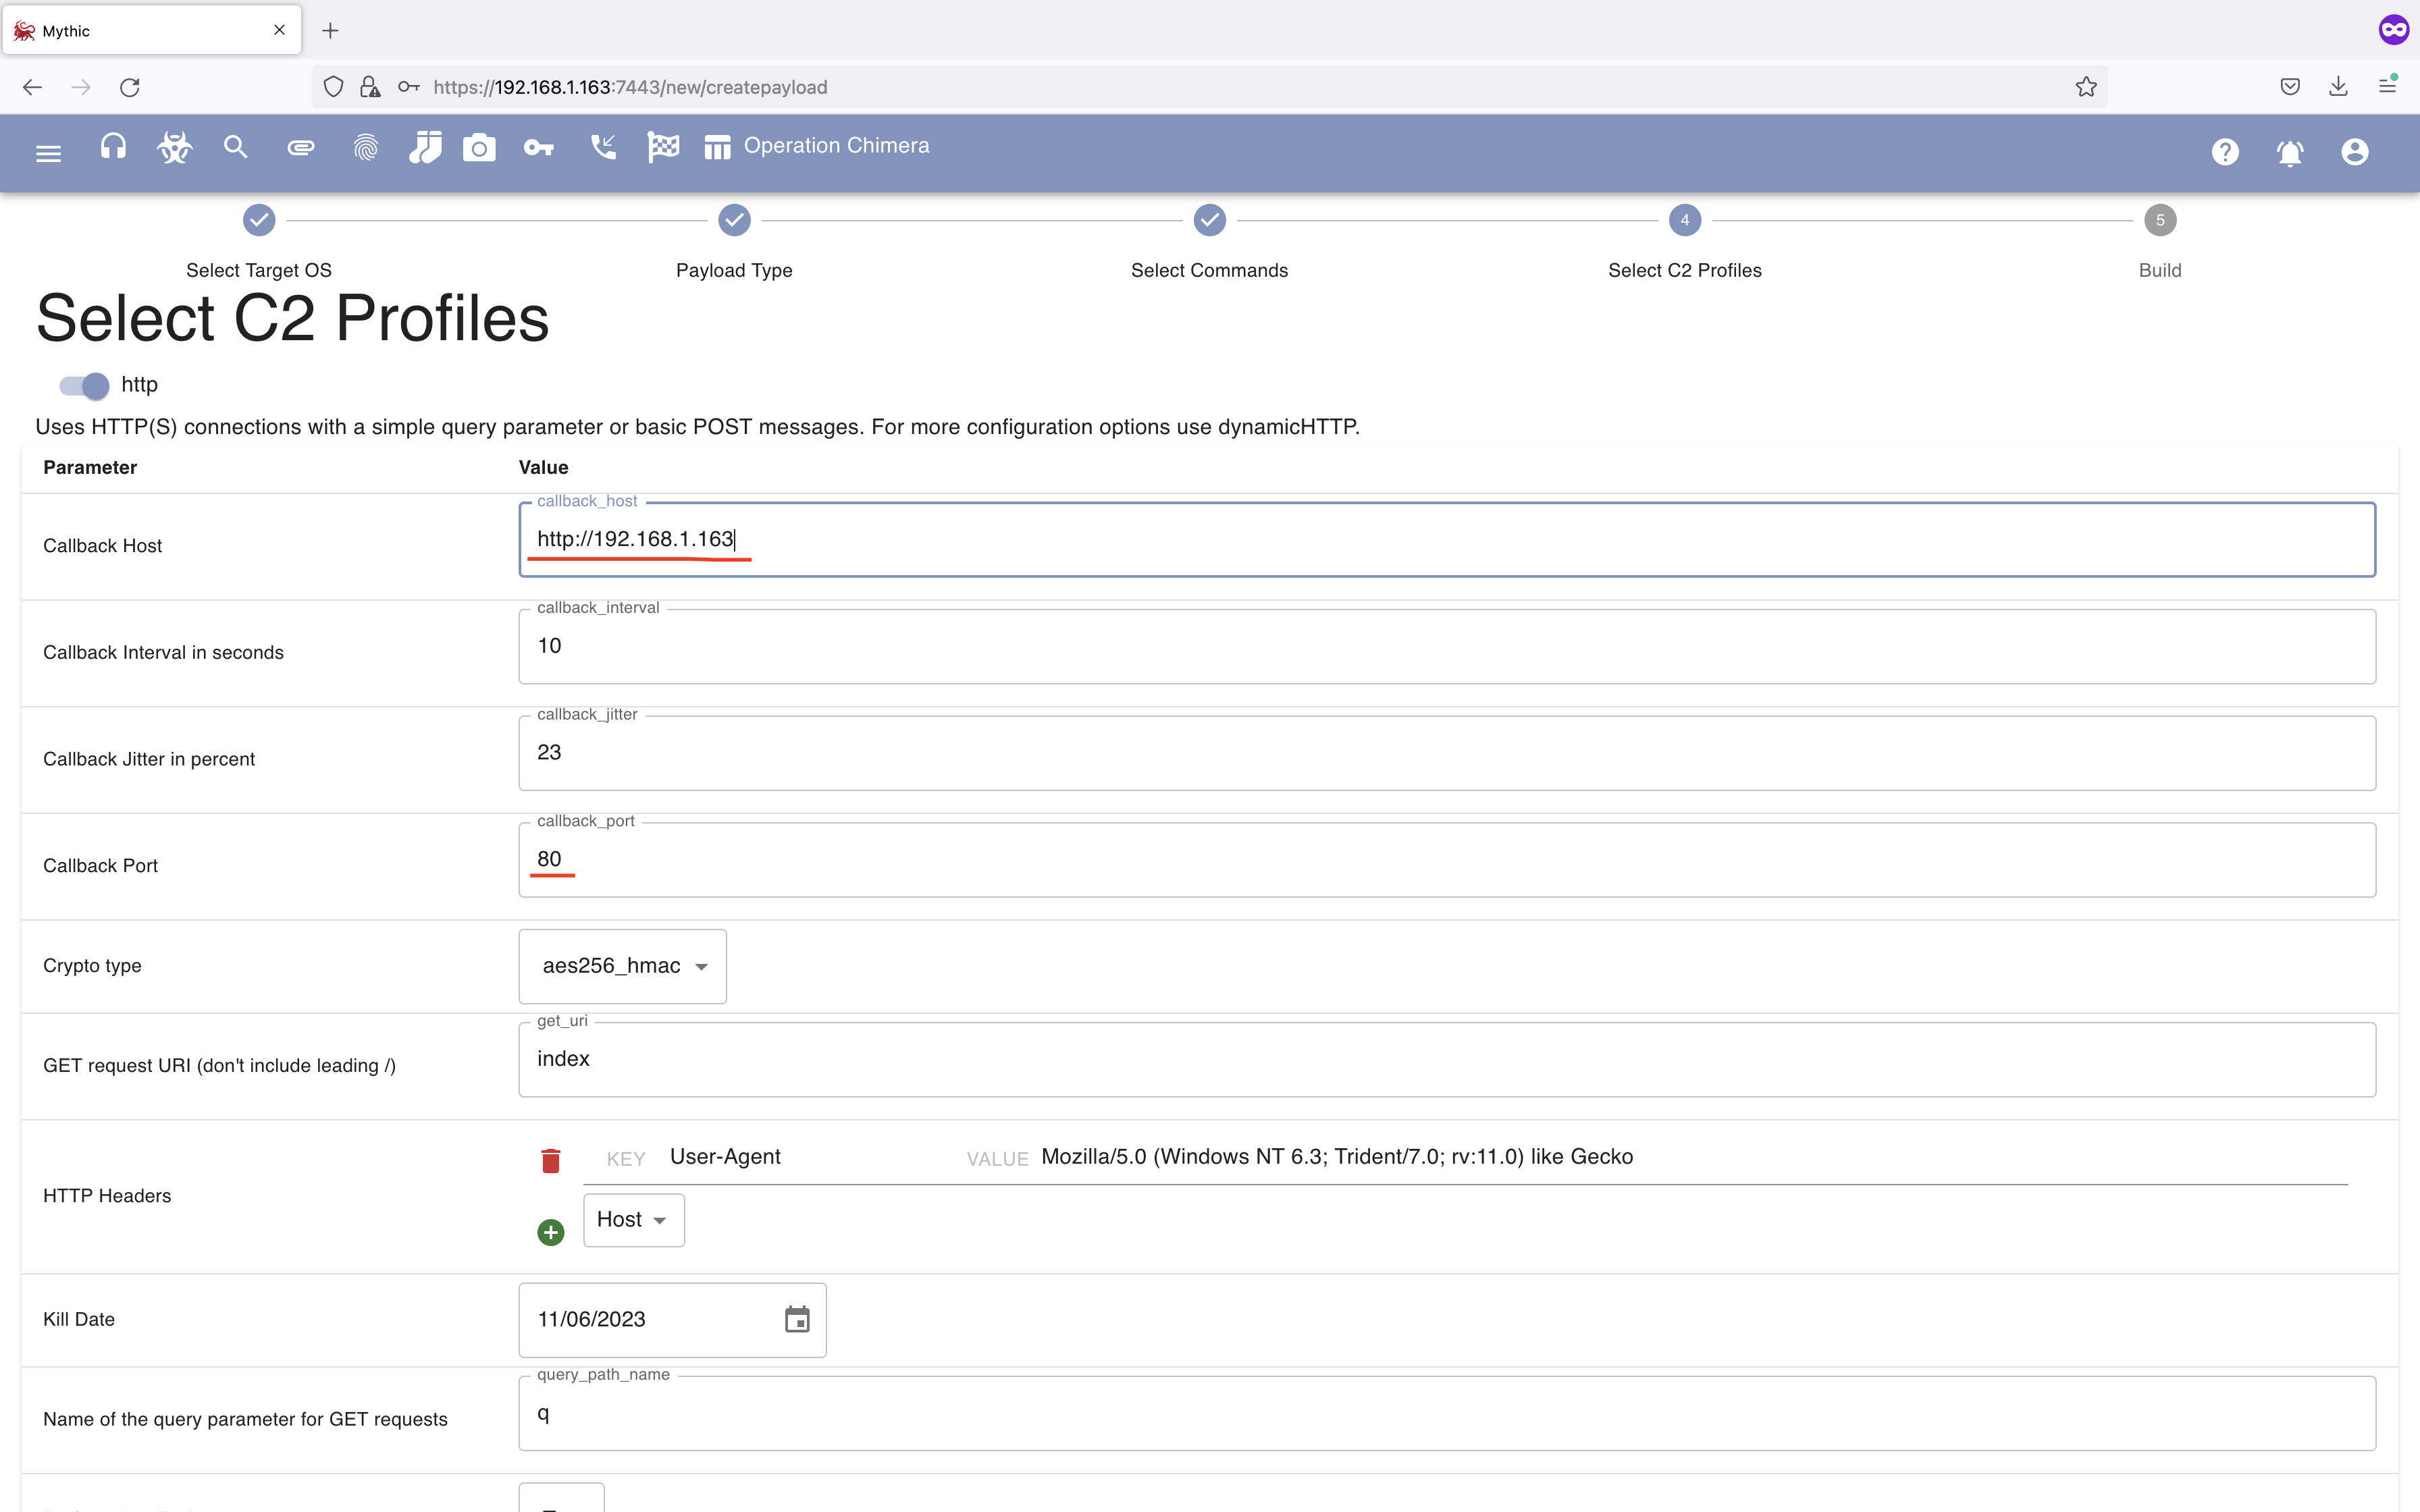 Mythic
https://192.168.1.163:7443/new/createpayload
Operation Chimera
4
5
Select Target OS
Payload Type
Select Commands
Select C2 Profiles
Build
Select C2 Profiles
http
Uses HTTP(S) connections with a simple query parameter or basic POST messages. For more configuration options use dynamicHTTP.
Parameter
Value
callback_host
Callback Host
http://192.168.1.163
callback_interval
Callback Interval in seconds
10
callback_jitter
Callback Jitter in percent
23
callback_port
Callback Port
80
Crypto type
aes256_hmac
get_uri
GET request URI (don't include leading /)
index
HTTP Headers
KEY User-Agent VALUE Mozilla/5.0 (Windows NT 6.3; Trident/7.0; rv:11.0) like Gecko
Host
Kill Date
11/06/2023
query_path_name
Name of the query parameter for GET requests
q